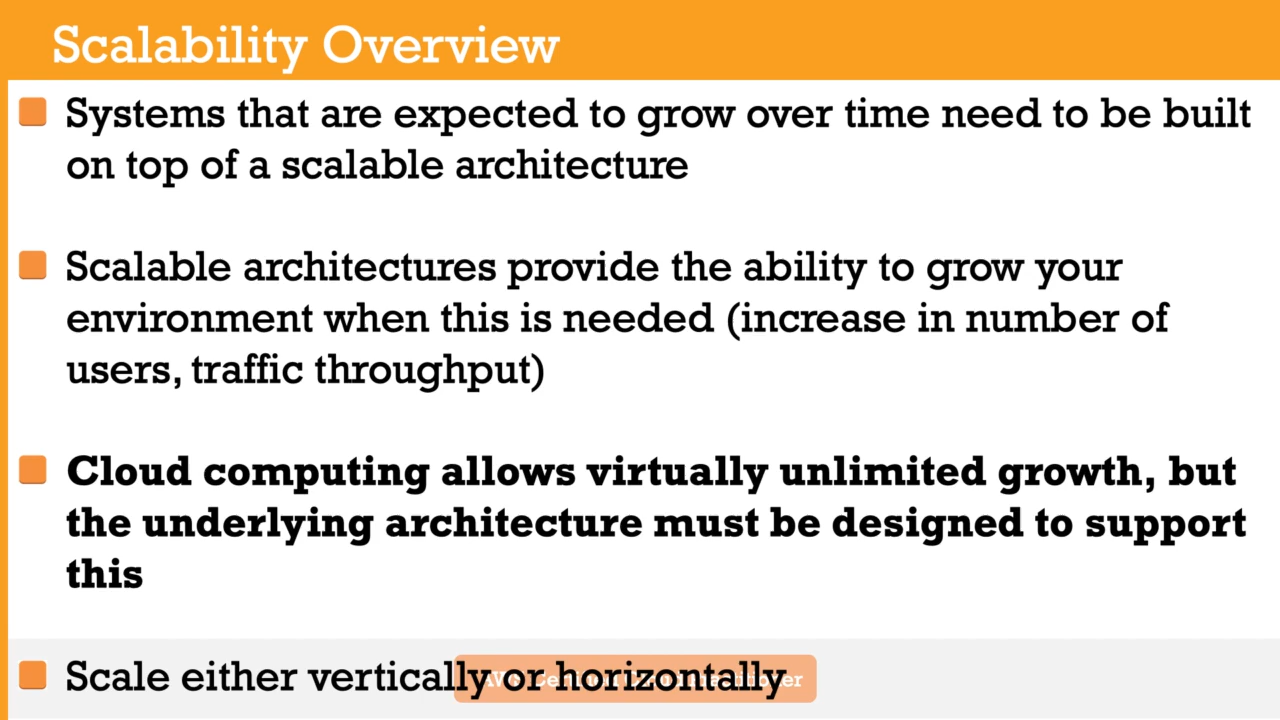 Scalability Overview
Systems that are expected to grow over time need to be built
on top of a scalable architecture
Scalable architectures provide the ability to grow your
environment when this is needed (increase in number of
users, traffic throughput)
Cloud computing allows virtually unlimited growth, but
the underlying architecture must be designed to support
this
Scale either vertically or horizontally